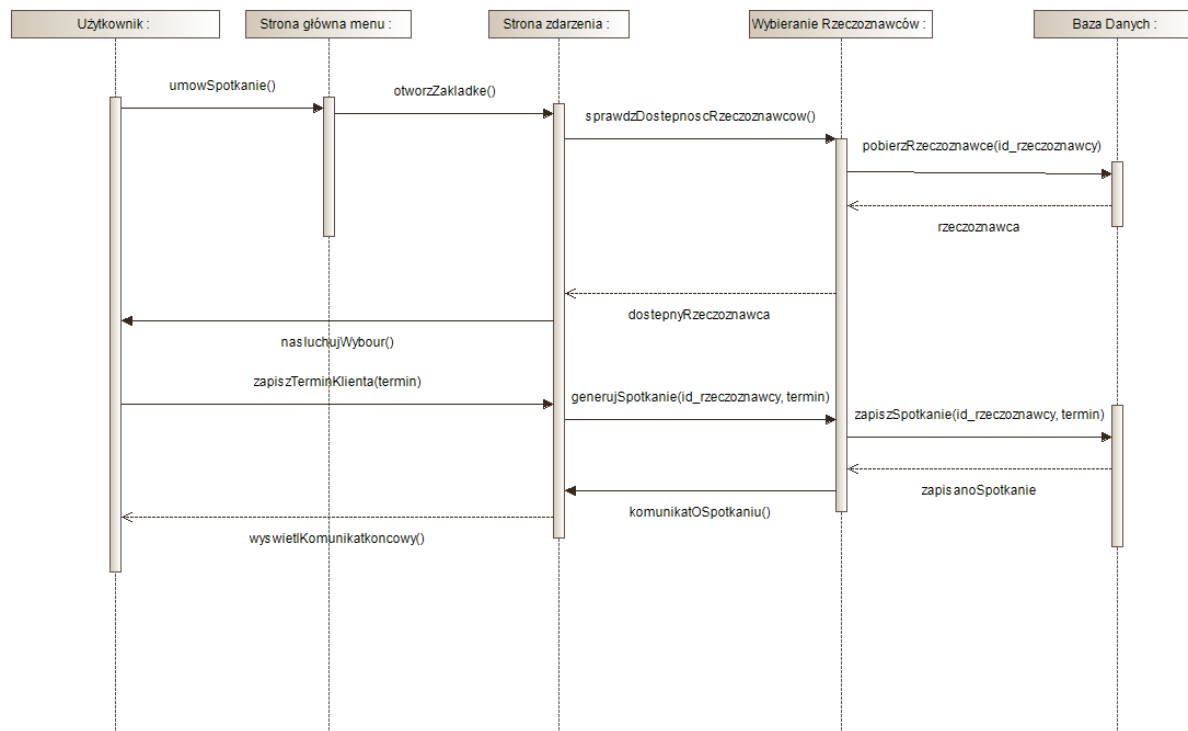 Użytkownik :
Strona główna menu :
Strona zdarzenia :
Wybieranie Rzeczoznawców :
Baza Danych :
umowSpotkanie()
otworzZakladke()
sprawdzDostepnoscRzeczoznawcow()
pobierzRzeczoznawce(id_rzeczoznawcy)
rzeczoznawca
dostepnyRzeczoznawca
nasluchujWybour()
zapiszTerminKlienta(termin)
generujSpotkanie(id_rzeczoznawcy, termin)
zapiszSpotkanie(id_rzeczoznawcy, termin)
zapisanoSpotkanie
komunikatOSpotkaniu()
wyswietlKomunikatkoncowy()